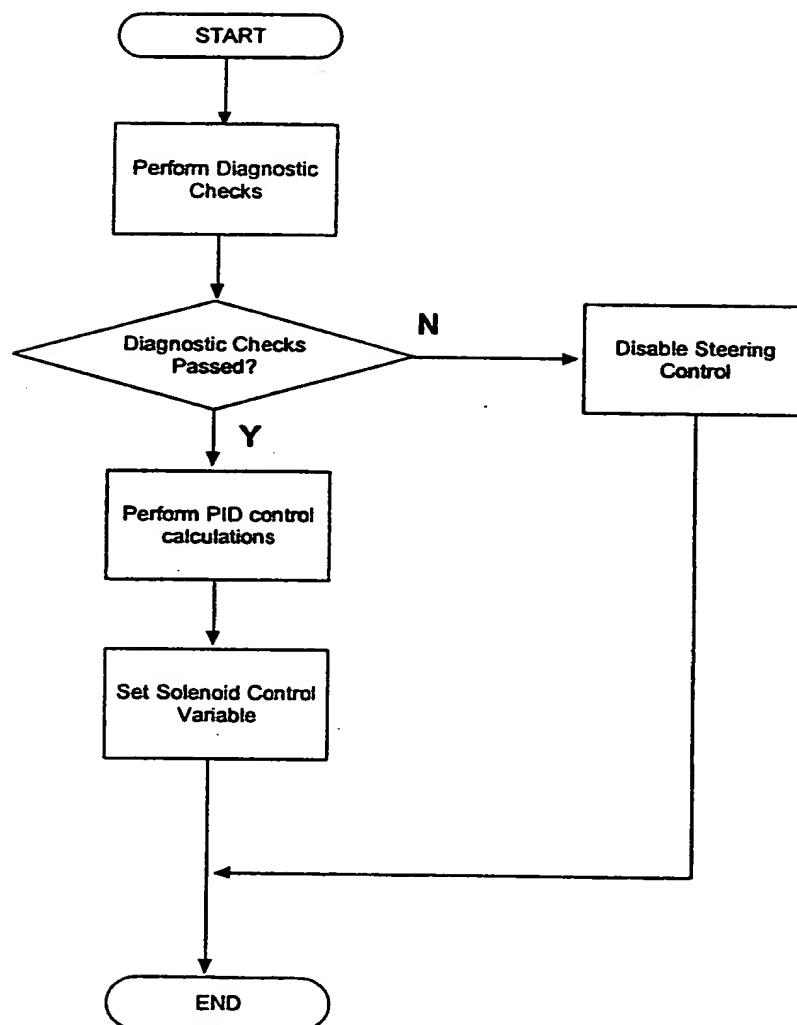 START
Perform Diagnostic
Checks
Diagnostic Checks
Passed?
N
Disable Steering
Control
Y
Perform PID control
calculations
Set Solenoid Control
Variable
END